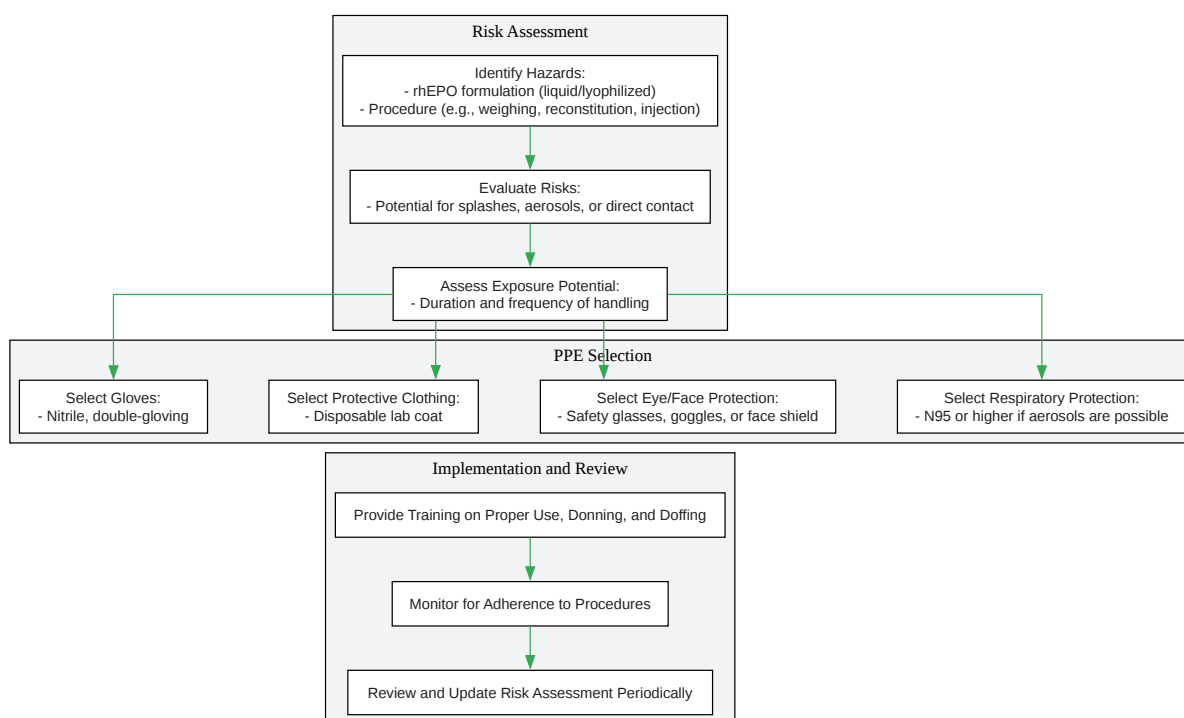 Risk Assessment
Identify Hazards:
- rhEPO formulation (liquid/lyophilized)
- Procedure (e.g., weighing, reconstitution, injection)
Evaluate Risks:
- Potential for splashes, aerosols, or direct contact
Assess Exposure Potential:
- Duration and frequency of handling
PPE Selection
Select Gloves:
- Nitrile, double-gloving
Select Protective Clothing:
- Disposable lab coat
Select Eye/Face Protection:
- Safety glasses, goggles, or face shield
Select Respiratory Protection:
- N95 or higher if aerosols are possible
Implementation and Review
Provide Training on Proper Use, Donning, and Doffing
Monitor for Adherence to Procedures
Review and Update Risk Assessment Periodically